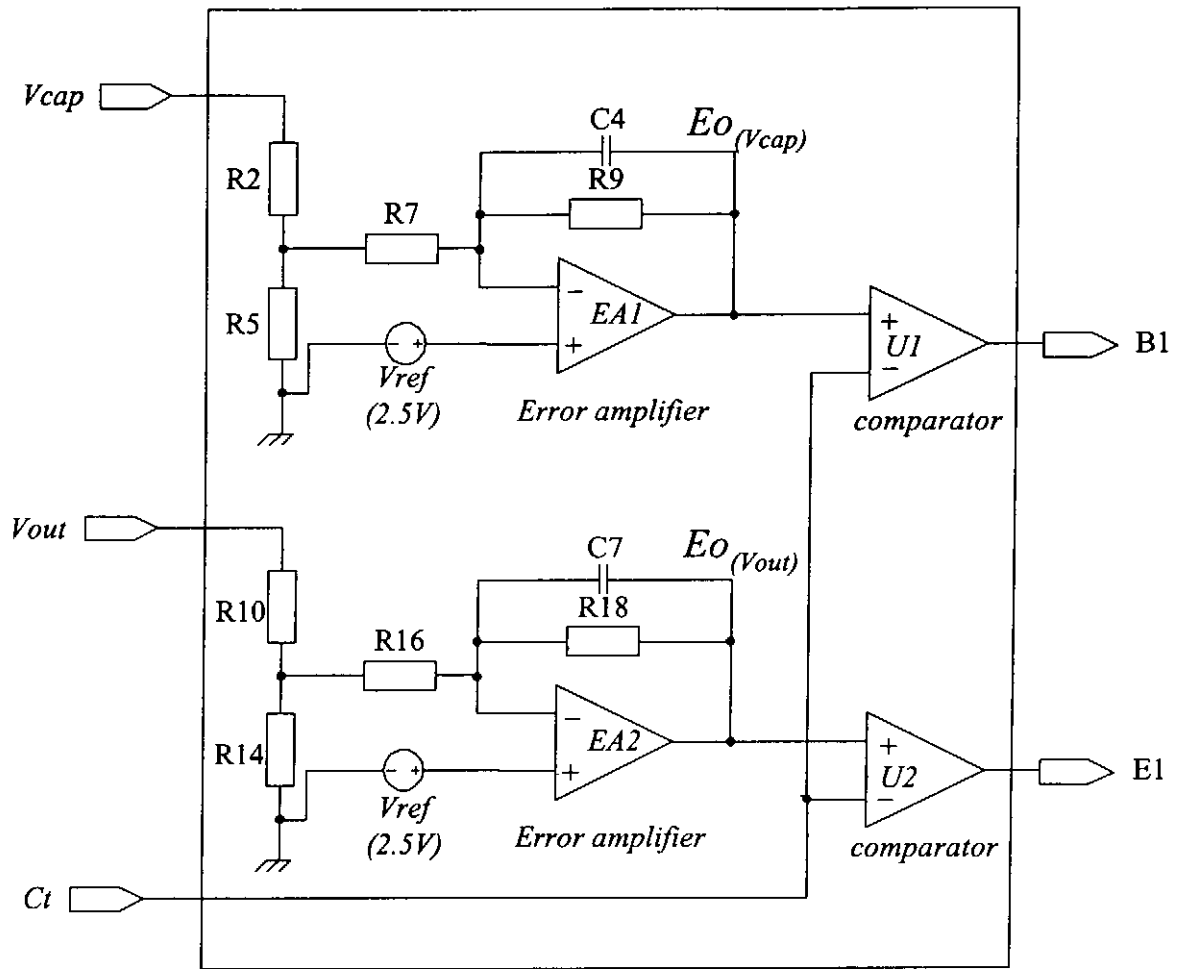 Vcap
C4
Eo(Vcap)
R2
R9
R7
R5
− EA1
+
− +
Vref
(2.5V)
Error amplifier
+
U1
−
B1
comparator
Vout
C7
Eo(Vout)
R10
R18
R16
R14
− EA2
+
− +
Vref
(2.5V)
Error amplifier
+
U2
−
E1
comparator
Ct